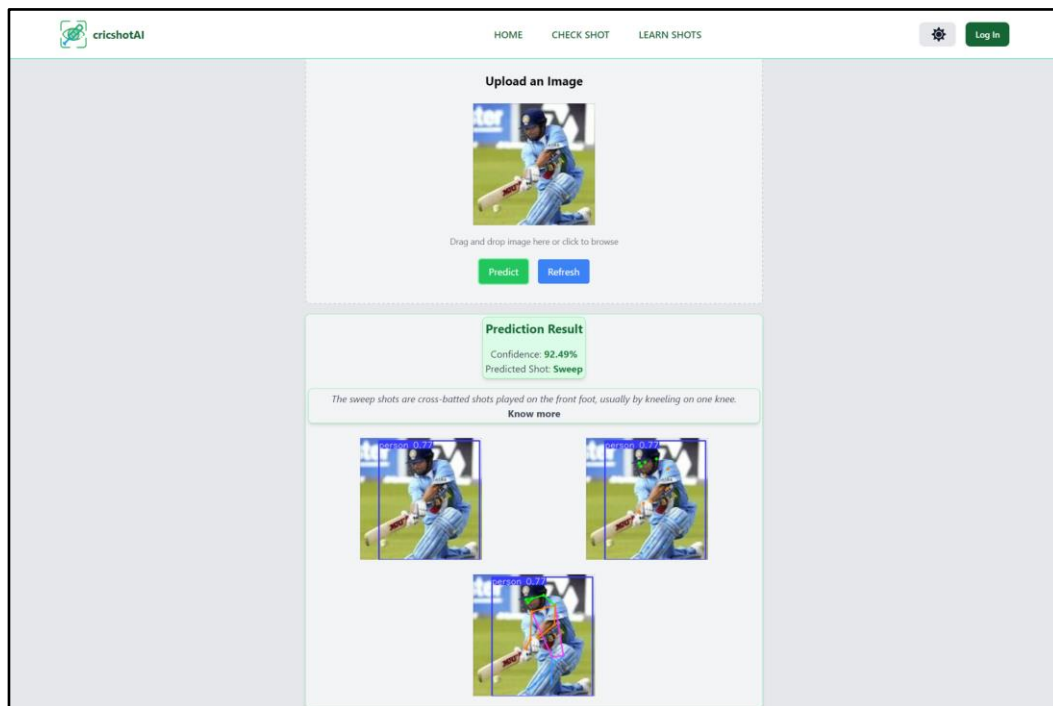 cricshotAI
HOME CHECK SHOT LEARN SHOTS
Log In
Upload an Image
ster
MRI
Drag and drop image here or click to browse
Predict Refresh
Prediction Result
Confidence: 92.49%
Predicted Shot: Sweep
The sweep shots are cross-batted shots played on the front foot, usually by kneeling on one knee.
Know more
person 0.77
person 0.77
person 0.77